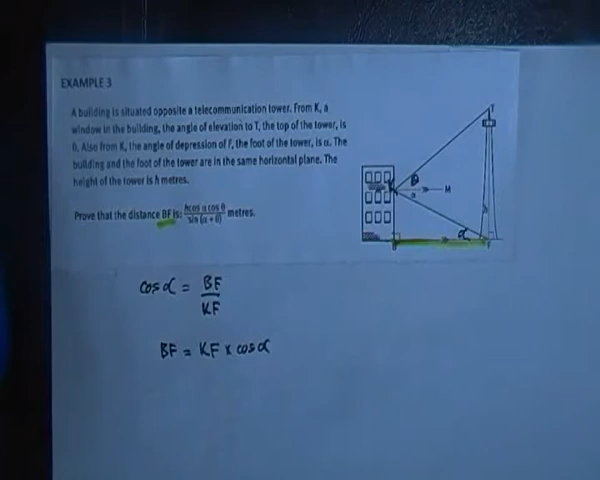 EXAMPLE 3
A building is situated opposite a telecommunication tower. From K, a
window in the building, the angle of elevation to T, the top of the tower, is
θ. Also from K, the angle of depression of F, the foot of the tower, is α. The
building and the foot of the tower are in the same horizontal plane. The
height of the tower is h metres.
Prove that the distance BF is: hcos α cos θ / sin (α + θ) metres.
T
θ
M
α
h
α
cosα = BF / KF
BF = KF x cosα